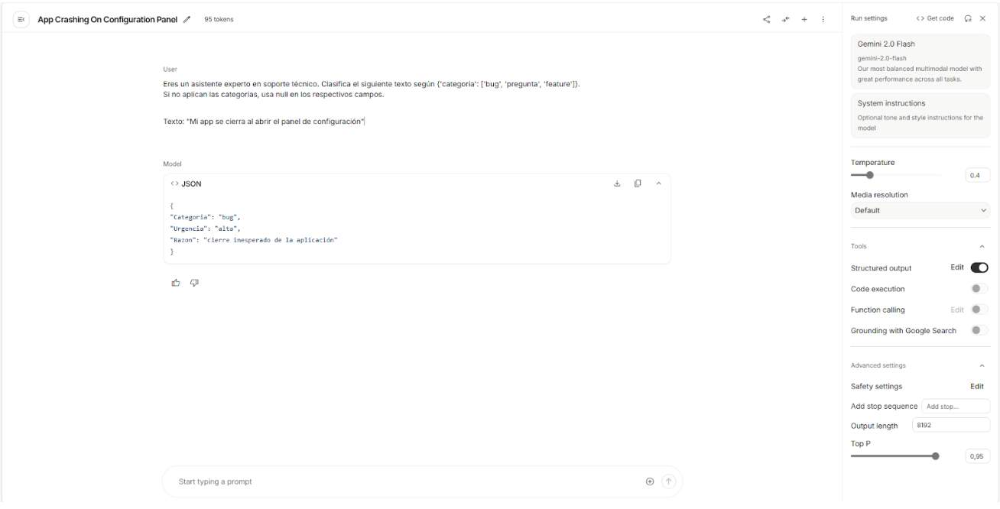 App Crashing On Configuration Panel 95 tokens
User
Eres un asistente experto en soporte técnico. Clasifica el siguiente texto según {'categoría': ['bug', 'pregunta', 'feature']}.
Si no aplican las categorías, usa null en los respectivos campos.
Texto: "Mi app se cierra al abrir el panel de configuración"
Model
<> JSON
{
"Categoria": "bug",
"Urgencia": "alta",
"Razon": "cierre inesperado de la aplicación"
}
Start typing a prompt
Run settings <> Get code
Gemini 2.0 Flash
gemini-2.0-flash
Our most balanced multimodal model with
great performance across all tasks.
System instructions
Optional tone and style instructions for the
model
Temperature
0.4
Media resolution
Default
Tools
Structured output Edit
Code execution
Function calling Edit
Grounding with Google Search
Advanced settings
Safety settings Edit
Add stop sequence Add stop...
Output length 8192
Top P
0,95